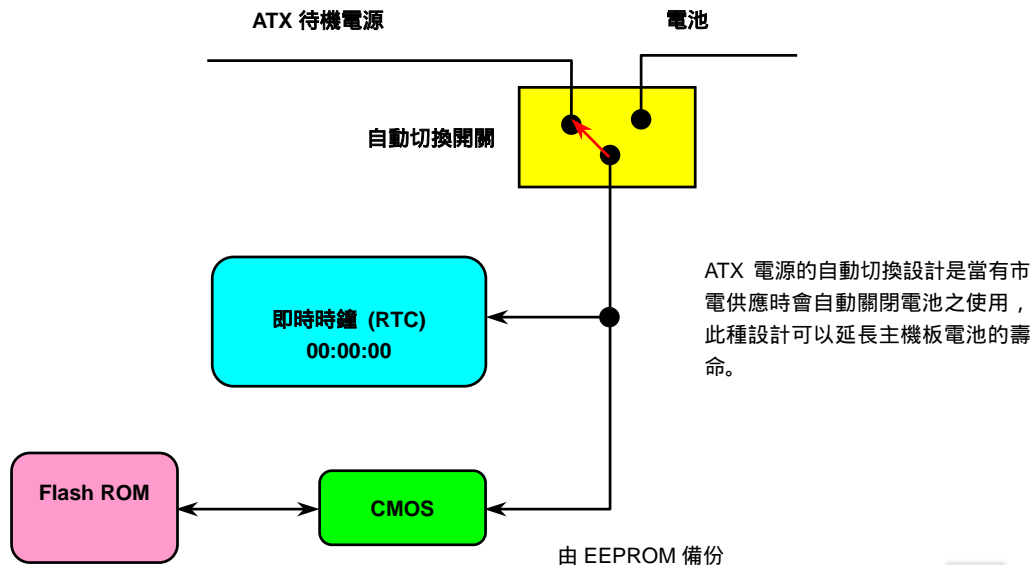 ATX 待機電源
電池
自動切換開關
即時時鐘 (RTC)
00:00:00
ATX 電源的自動切換設計是當有市
電供應時會自動關閉電池之使用，
此種設計可以延長主機板電池的壽
命。
Flash ROM
CMOS
由 EEPROM 備份